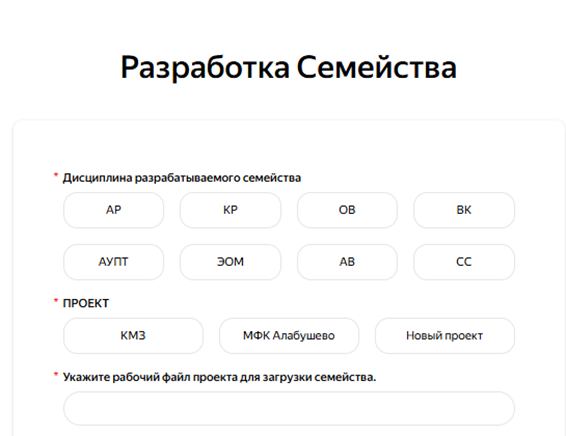 Разработка Семейства
* Дисциплина разрабатываемого семейства
АР КР ОВ ВК
АУПТ ЭОМ АВ СС
* ПРОЕКТ
КМЗ МФК Алабушево Новый проект
* Укажите рабочий файл проекта для загрузки семейства.